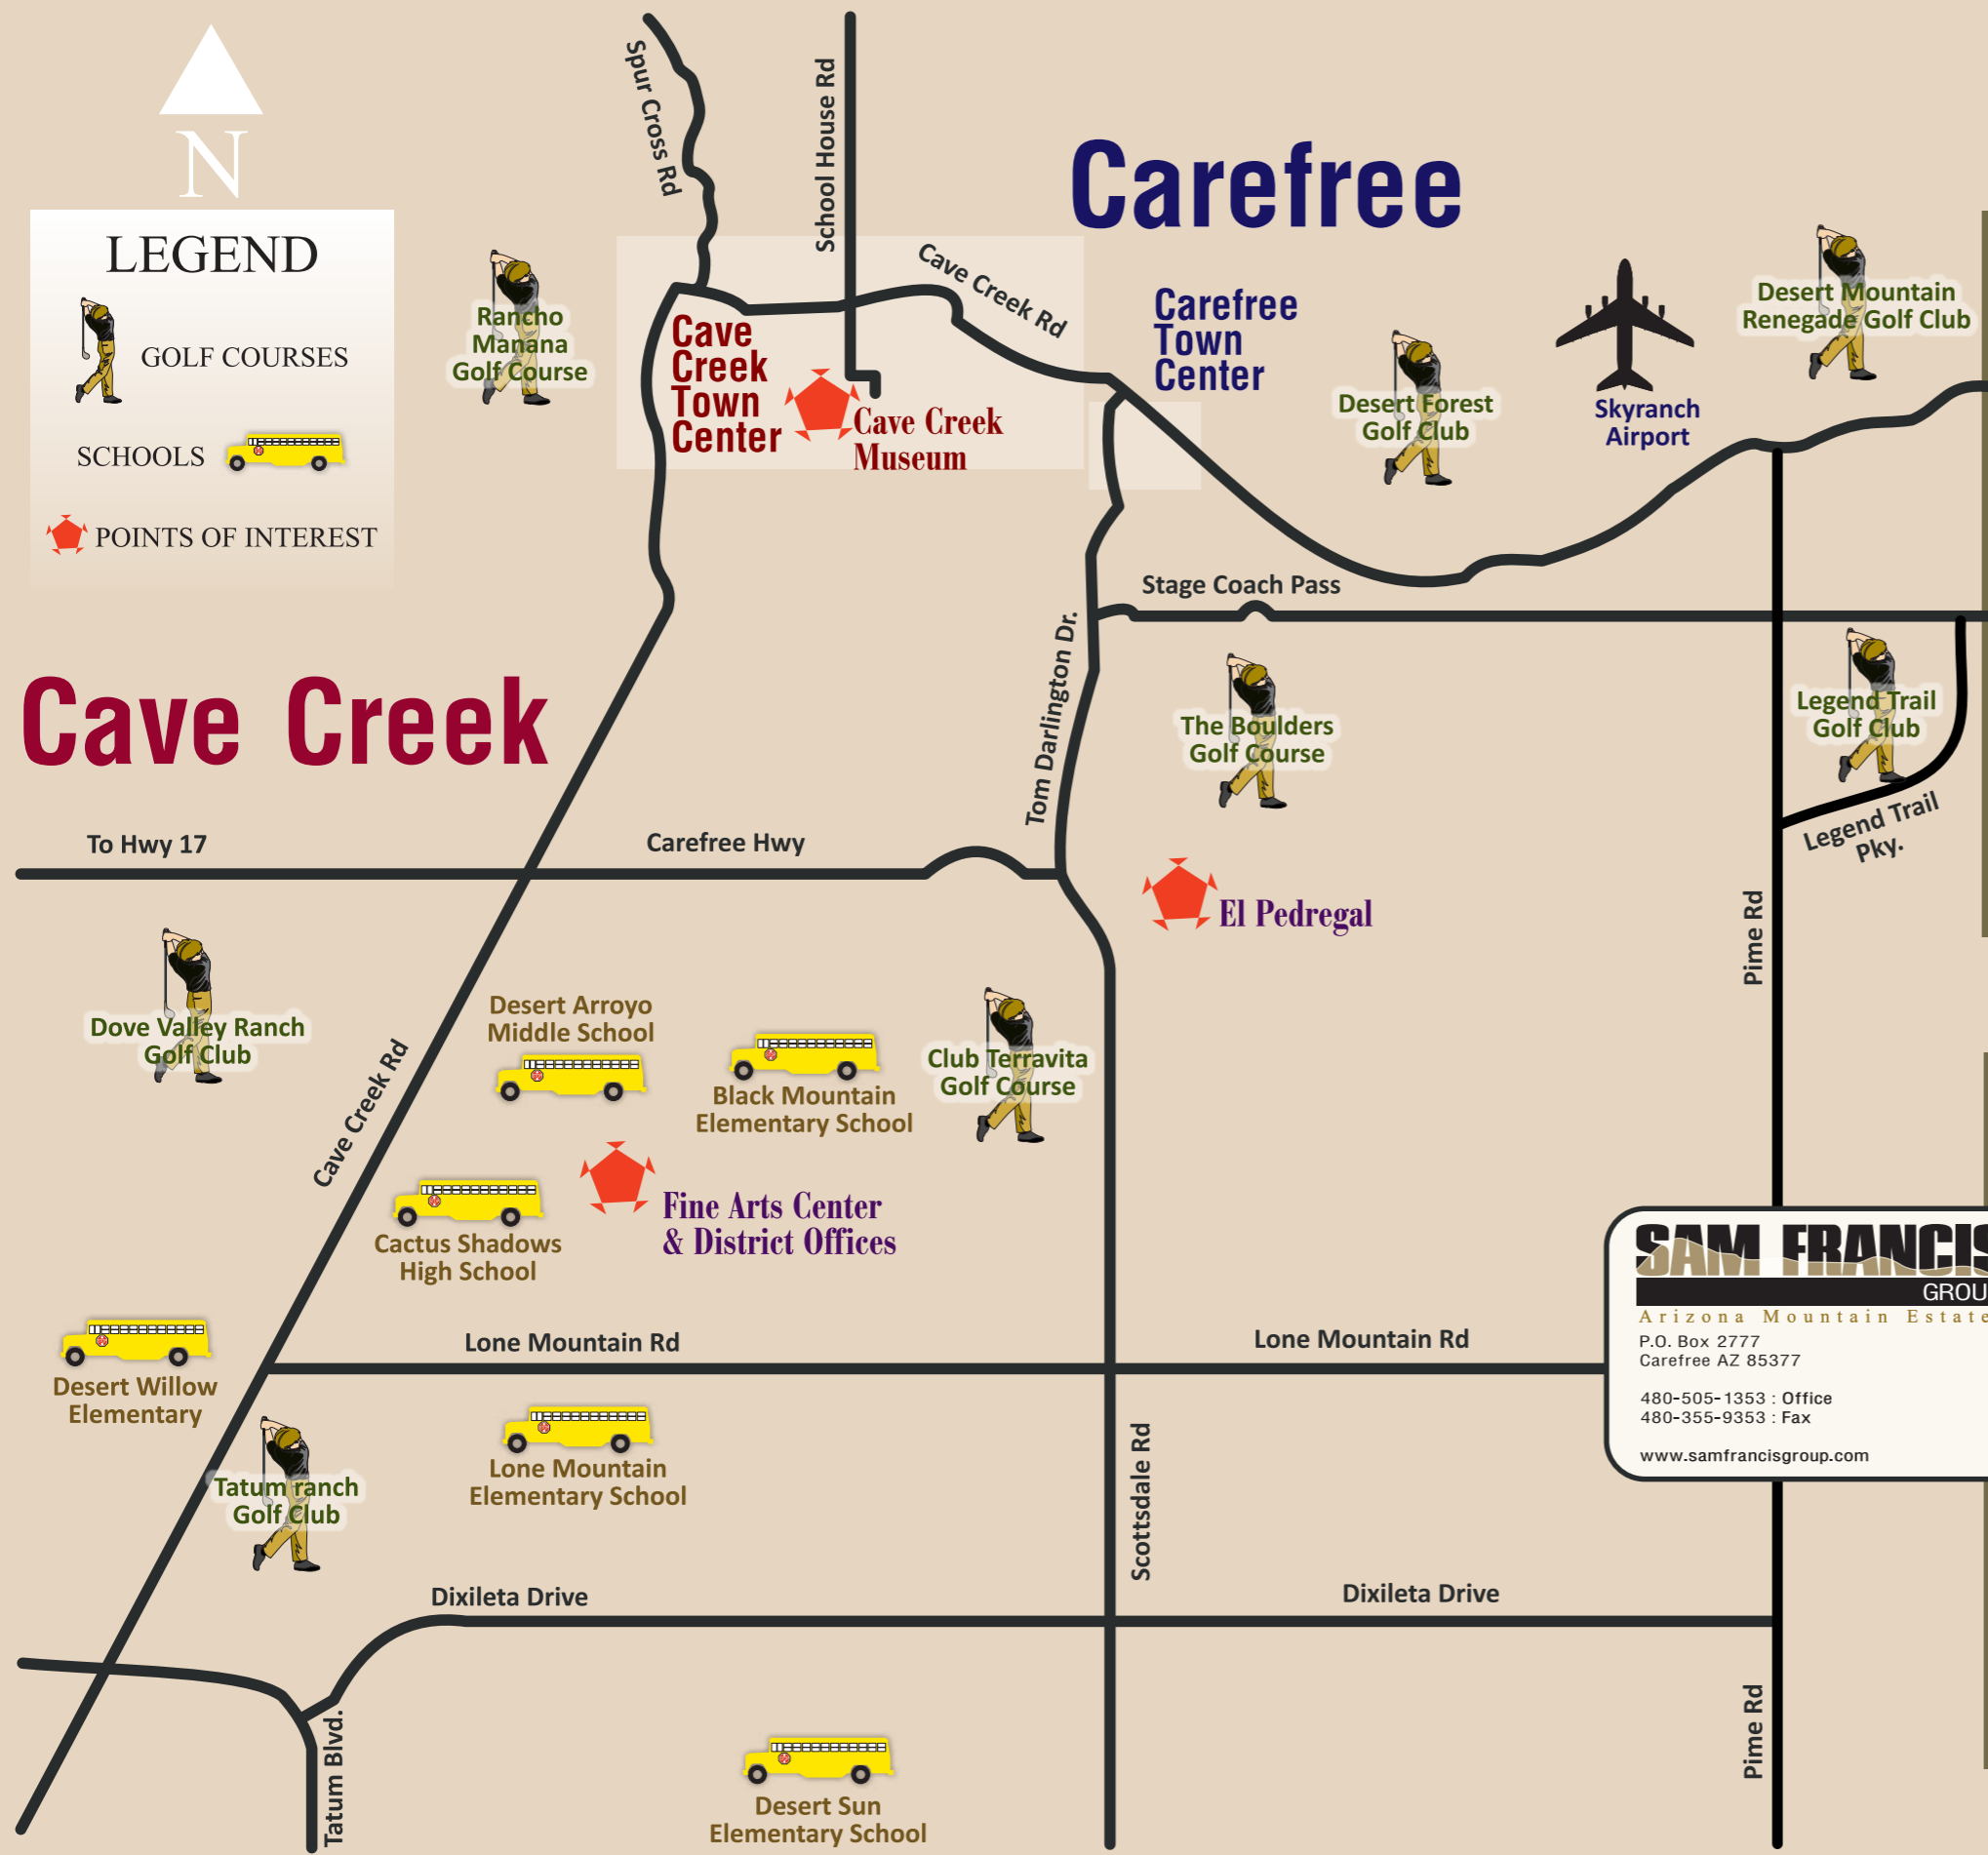 N
LEGEND
GOLF COURSES
SCHOOLS
POINTS OF INTEREST
Spur Cross Rd
School House Rd
Carefree
Cave Creek Rd
Rancho
Manana
Golf Course
Cave
Creek
Town
Center
Cave Creek
Museum
Carefree
Town
Center
Desert Forest
Golf Club
Skyranch
Airport
Desert Mountain
Renegade Golf Club
Stage Coach Pass
Tom Darlington Dr.
Cave Creek
The Boulders
Golf Course
Legend Trail
Golf Club
Legend Trail
Pky.
To Hwy 17
Carefree Hwy
El Pedregal
Pime Rd
Dove Valley Ranch
Golf Club
Cave Creek Rd
Desert Arroyo
Middle School
Black Mountain
Elementary School
Club Terravita
Golf Course
Cactus Shadows
High School
Fine Arts Center
& District Offices
Desert Willow
Elementary
Lone Mountain Rd
Lone Mountain Rd
SAM FRANCIS
GROU
Arizona Mountain Estate
P.O. Box 2777
Carefree AZ 85377
480-505-1353 : Office
480-355-9353 : Fax
www.samfrancisgroup.com
Tatum ranch
Golf Club
Lone Mountain
Elementary School
Scottsdale Rd
Dixileta Drive
Dixileta Drive
Tatum Blvd.
Desert Sun
Elementary School
Pime Rd